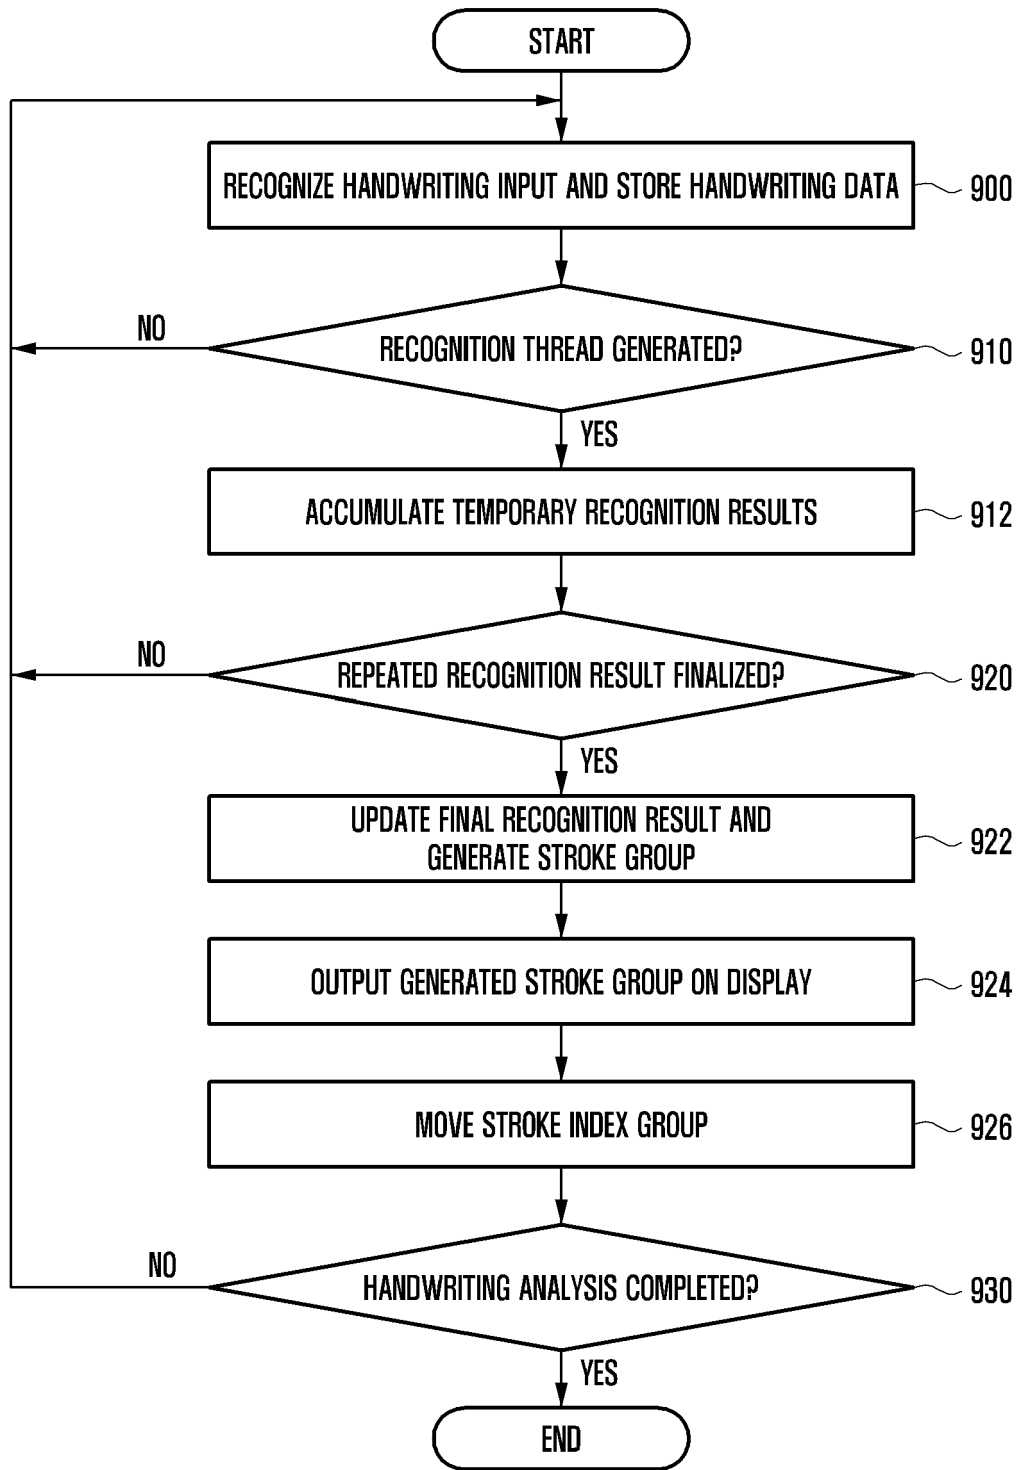 START
RECOGNIZE HANDWRITING INPUT AND STORE HANDWRITING DATA
900
NO
RECOGNITION THREAD GENERATED?
910
YES
ACCUMULATE TEMPORARY RECOGNITION RESULTS
912
NO
REPEATED RECOGNITION RESULT FINALIZED?
920
YES
UPDATE FINAL RECOGNITION RESULT AND
GENERATE STROKE GROUP
922
OUTPUT GENERATED STROKE GROUP ON DISPLAY
924
MOVE STROKE INDEX GROUP
926
NO
HANDWRITING ANALYSIS COMPLETED?
930
YES
END